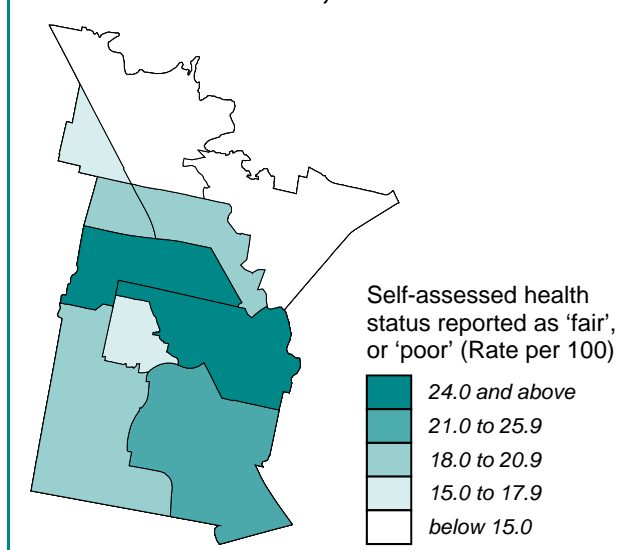 Self-assessed health
status reported as ‘fair’,
or ‘poor’ (Rate per 100)
24.0 and above
21.0 to 25.9
18.0 to 20.9
15.0 to 17.9
below 15.0